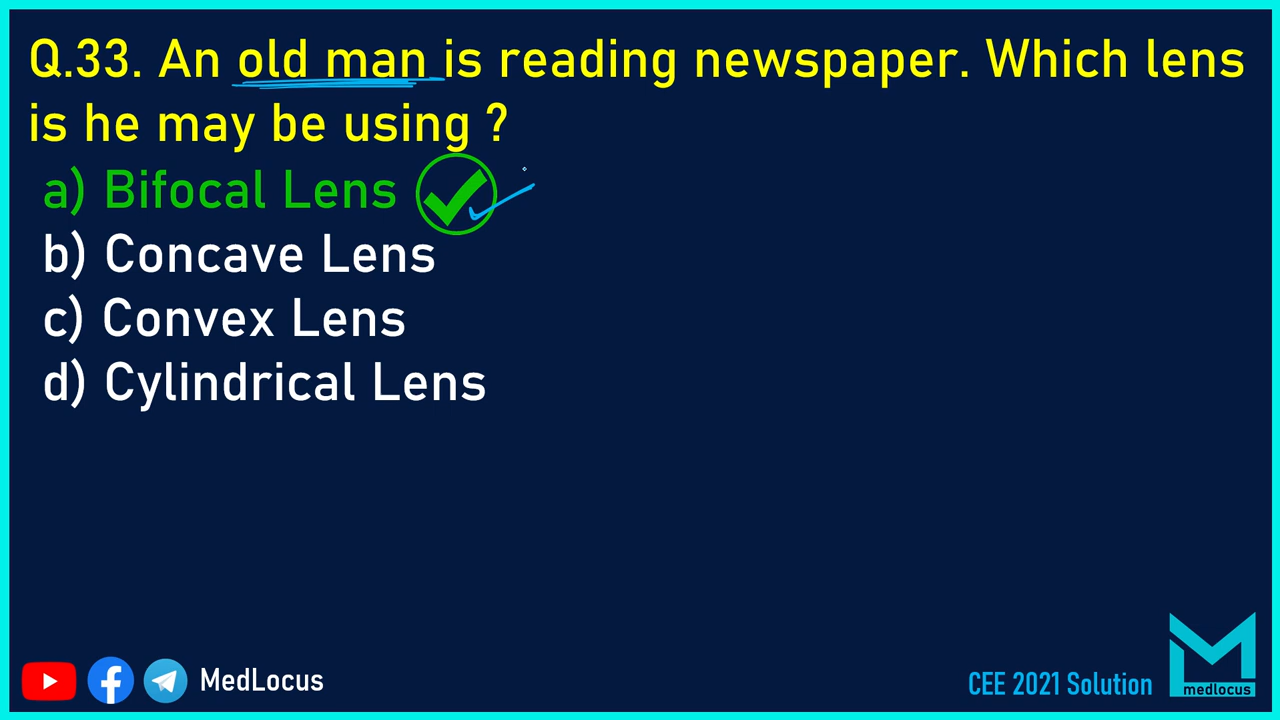 Q.33. An old man is reading newspaper. Which lens
is he may be using ?
a) Bifocal Lens
b) Concave Lens
c) Convex Lens
d) Cylindrical Lens
MedLocus
CEE 2021 Solution
medlocus